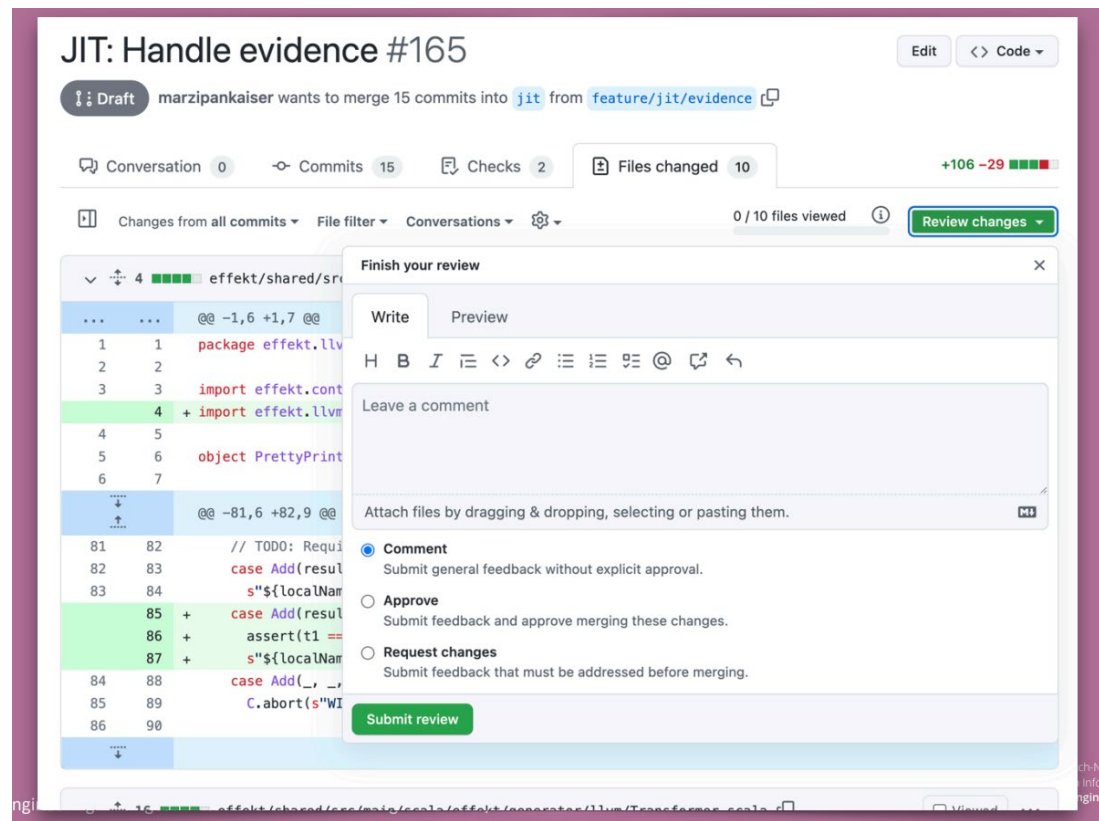 JIT: Handle evidence #165
Edit
<> Code
Draft
marzipankaiser wants to merge 15 commits into jit from feature/jit/evidence
Conversation 0
Commits 15
Checks 2
Files changed 10
+106 −29
Changes from all commits
File filter
Conversations
0 / 10 files viewed
Review changes
4
effekt/shared/src
Finish your review
Write
Preview
Leave a comment
Attach files by dragging & dropping, selecting or pasting them.
Comment
Submit general feedback without explicit approval.
Approve
Submit feedback and approve merging these changes.
Request changes
Submit feedback that must be addressed before merging.
Submit review
... ... @@ -1,6 +1,7 @@
1 1 package effekt.llv
2 2
3 3 import effekt.cont
4 + import effekt.llvm
4 5
5 6 object PrettyPrint
6 7
@@ -81,6 +82,9 @@
81 82 // TODO: Requi
82 83 case Add(resul
83 84 s"${localNam
85 + case Add(resul
86 + assert(t1 ==
87 + s"${localNam
84 88 case Add(_, _,
85 89 C.abort(s"WI
86 90
16 effekt/shared/src/main/scala/effekt/generator/llvm/Transformer.scala
Viewed